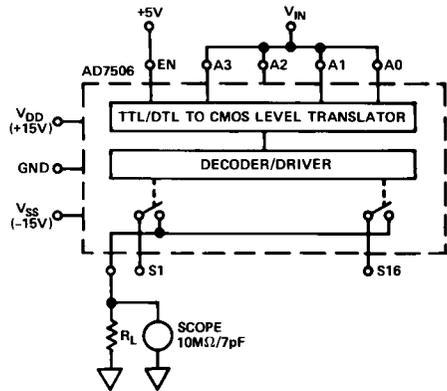 +5V
VIN
AD7506
EN
A3
A2
A1
A0
TTL/DTL TO CMOS LEVEL TRANSLATOR
VDD
(+15V)
GND
DECODER/DRIVER
VSS
(−15V)
S1
S16
RL
SCOPE
10MΩ/7pF